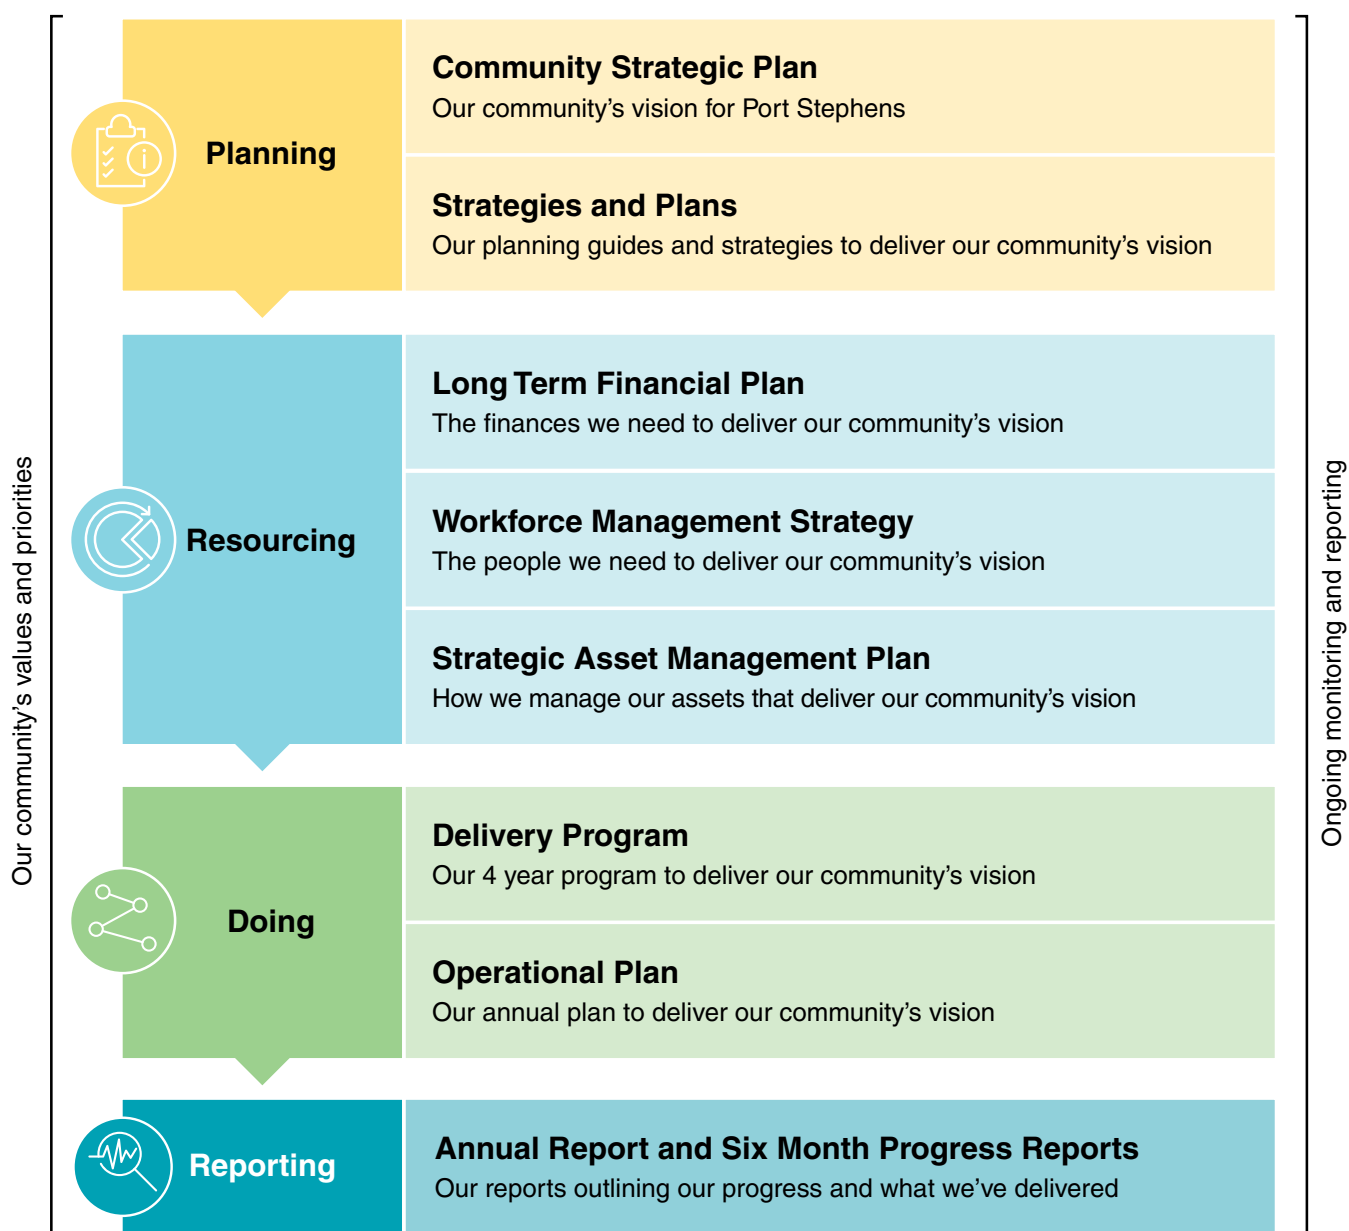 Our community’s values and priorities
Planning
Community Strategic Plan
Our community’s vision for Port Stephens
Strategies and Plans
Our planning guides and strategies to deliver our community’s vision
Resourcing
Long Term Financial Plan
The finances we need to deliver our community’s vision
Workforce Management Strategy
The people we need to deliver our community’s vision
Strategic Asset Management Plan
How we manage our assets that deliver our community’s vision
Doing
Delivery Program
Our 4 year program to deliver our community’s vision
Operational Plan
Our annual plan to deliver our community’s vision
Reporting
Annual Report and Six Month Progress Reports
Our reports outlining our progress and what we’ve delivered
Ongoing monitoring and reporting